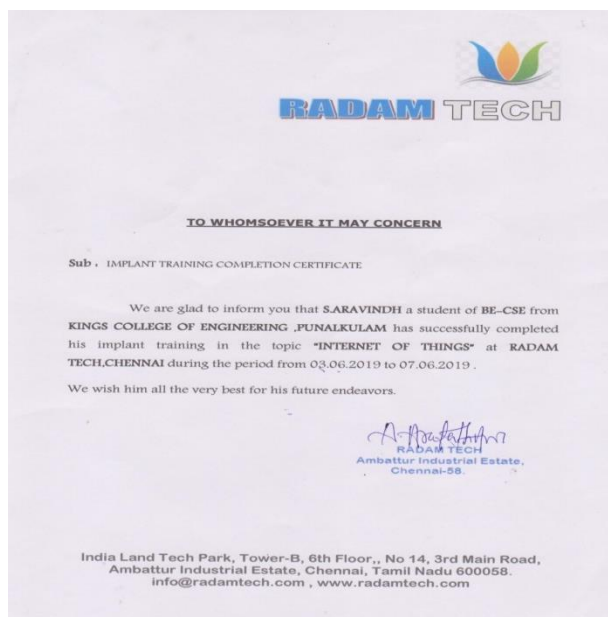 RADAM TECH
TO WHOMSOEVER IT MAY CONCERN
Sub . IMPLANT TRAINING COMPLETION CERTIFICATE
We are glad to inform you that S.ARAVINDH a student of BE-CSE from
KINGS COLLEGE OF ENGINEERING ,PUNALKULAM has successfully completed
his implant training in the topic "INTERNET OF THINGS" at RADAM
TECH,CHENNAI during the period from 03.06.2019 to 07.06.2019 .
We wish him all the very best for his future endeavors.
RADAM TECH
Ambattur Industrial Estate,
Chennai-58.
India Land Tech Park, Tower-B, 6th Floor,, No 14, 3rd Main Road,
Ambattur Industrial Estate, Chennai, Tamil Nadu 600058.
info@radamtech.com , www.radamtech.com